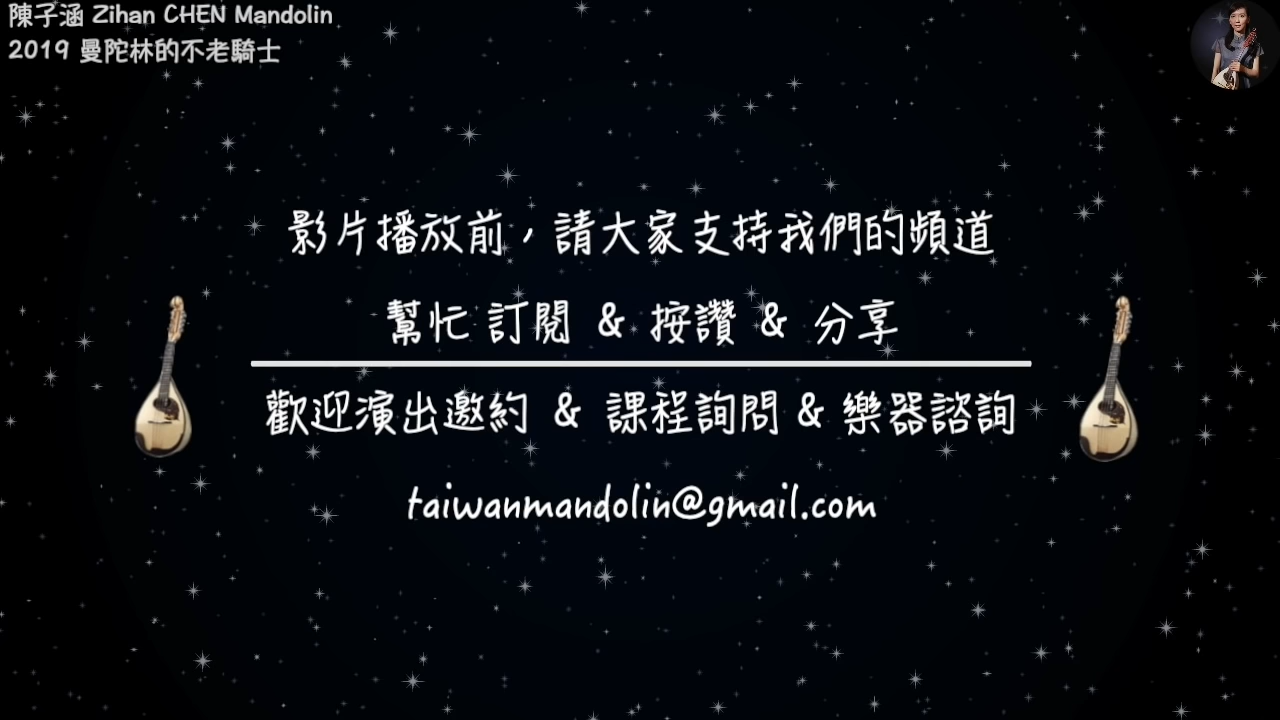 陳子涵 Zihan CHEN Mandolin
2019 曼陀林的不老騎士
影片播放前，請大家支持我們的頻道
幫忙 訂閱 & 按讚 & 分享
歡迎演出邀約 & 課程詢問 & 樂器諮詢
taiwanmandolin@gmail.com